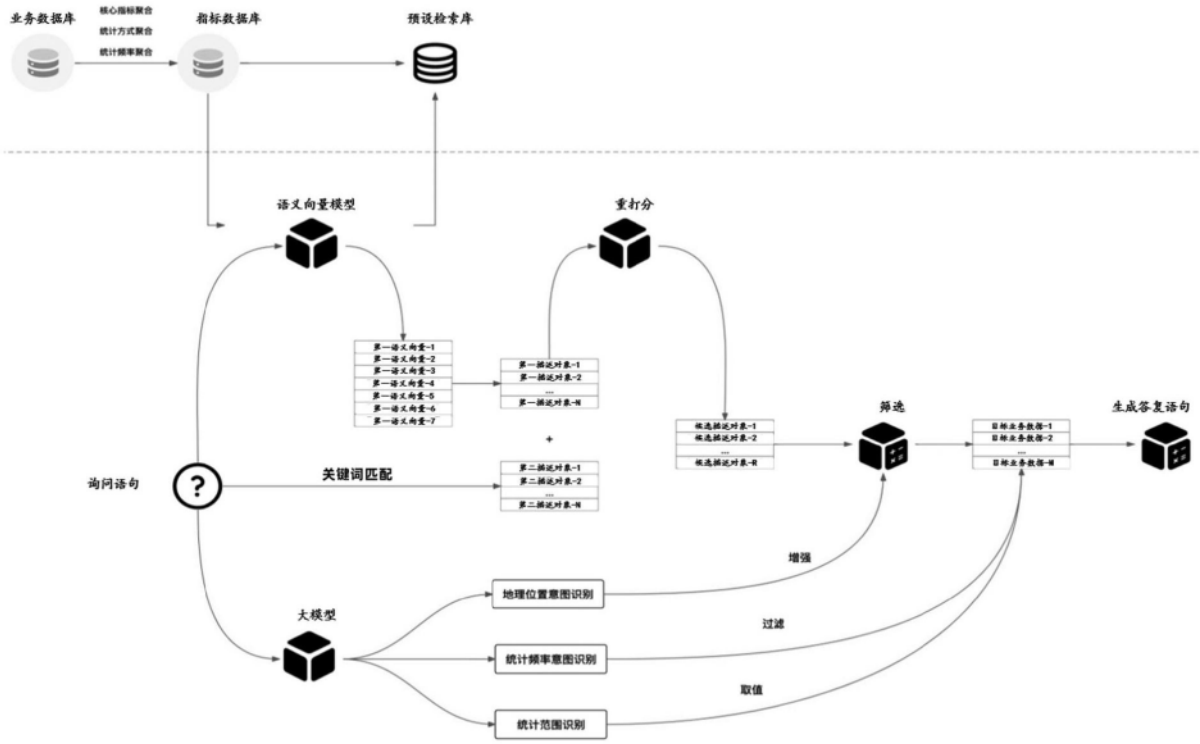 业务数据库
核心指标聚合
统计方式聚合
统计频率聚合
指标数据库
预设检索库
语义向量模型
重打分
第一语义向量-1
第一语义向量-2
第一语义向量-3
第一语义向量-4
第一语义向量-5
第一语义向量-6
第一语义向量-7
第一描述对象-1
第一描述对象-2
...
第一描述对象-N
+
第二描述对象-1
第二描述对象-2
...
第二描述对象-N
候选描述对象-1
候选描述对象-2
...
候选描述对象-R
筛选
目标业务数据-1
目标业务数据-2
...
目标业务数据-M
生成答复语句
询问语句
?
关键词匹配
大模型
地理位置意图识别
统计频率意图识别
统计范围识别
增强
过滤
取值